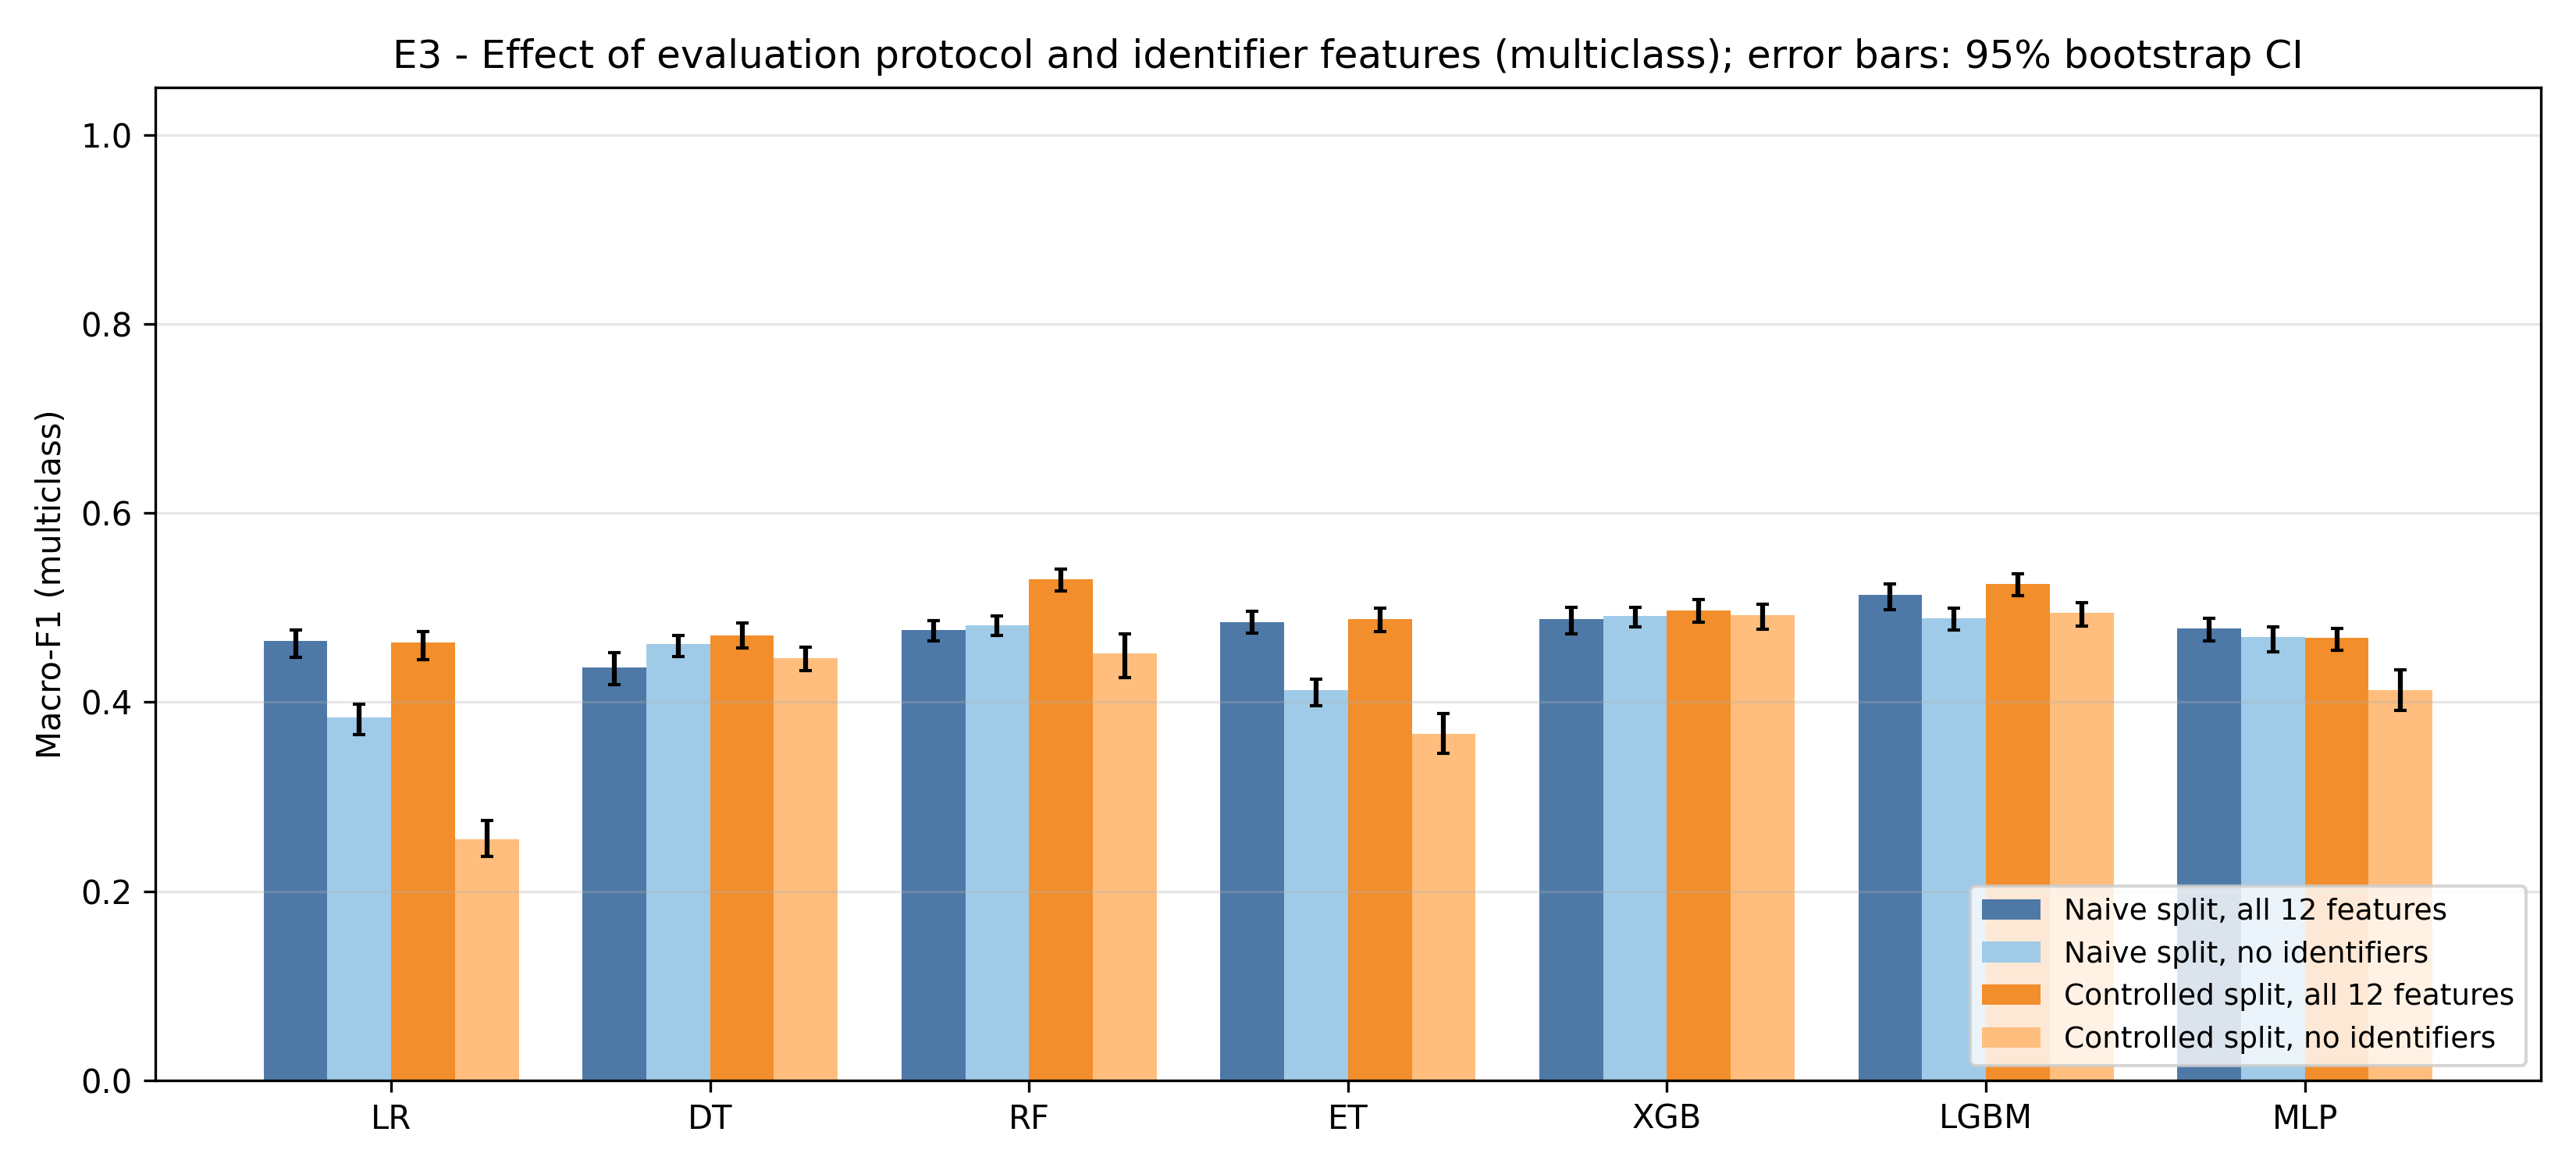 E3 - Effect of evaluation protocol and identifier features (multiclass); error bars: 95% bootstrap CI
Macro-F1 (multiclass)
1.0
0.8
0.6
0.4
0.2
0.0
LR DT RF ET XGB LGBM MLP
Naive split, all 12 features
Naive split, no identifiers
Controlled split, all 12 features
Controlled split, no identifiers